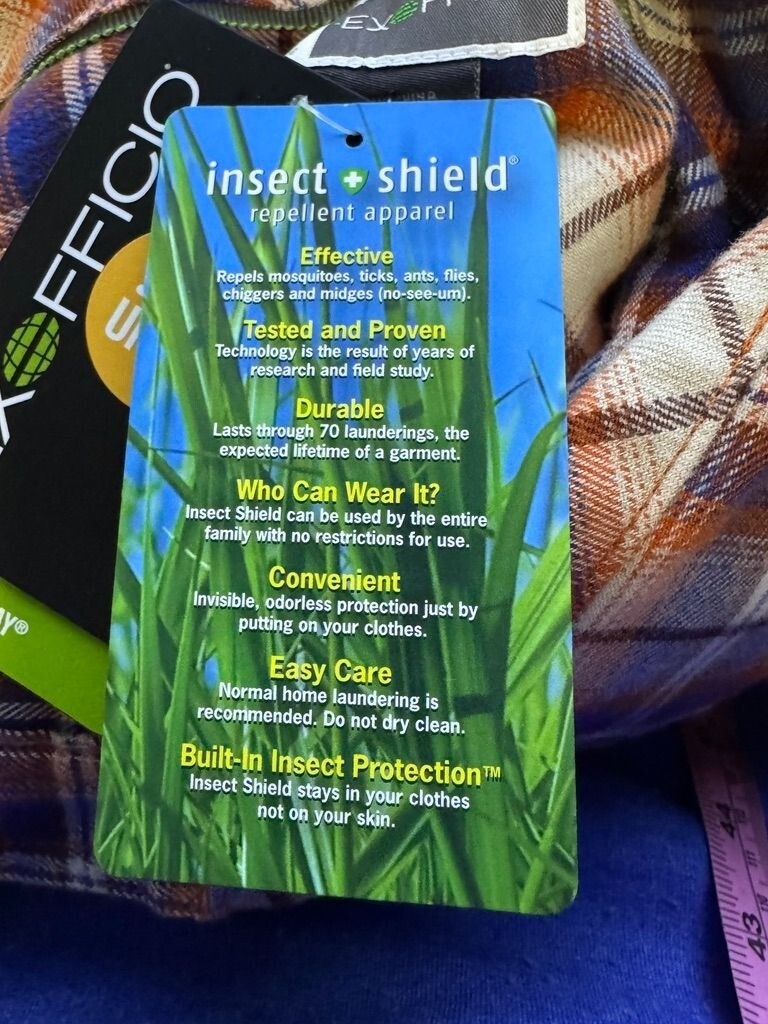 insect shield®
repellent apparel
Effective
Repels mosquitoes, ticks, ants, flies,
chiggers and midges (no-see-um).
Tested and Proven
Technology is the result of years of
research and field study.
Durable
Lasts through 70 launderings, the
expected lifetime of a garment.
Who Can Wear It?
Insect Shield can be used by the entire
family with no restrictions for use.
Convenient
Invisible, odorless protection just by
putting on your clothes.
Easy Care
Normal home laundering is
recommended. Do not dry clean.
Built-In Insect Protection™
Insect Shield stays in your clothes
not on your skin.
XOFFICIO
44
43